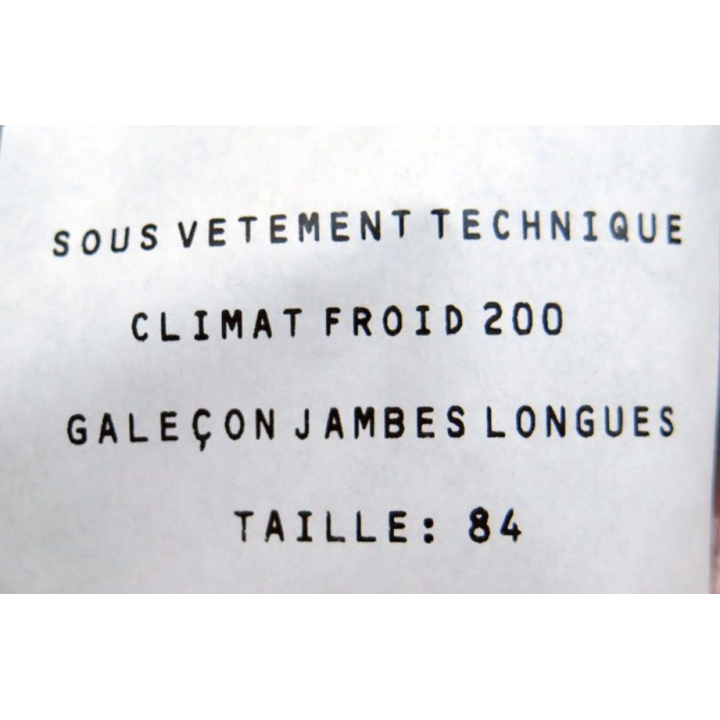 SOUS VETEMENT TECHNIQUE
CLIMAT FROID 200
GALEÇON JAMBES LONGUES
TAILLE: 84